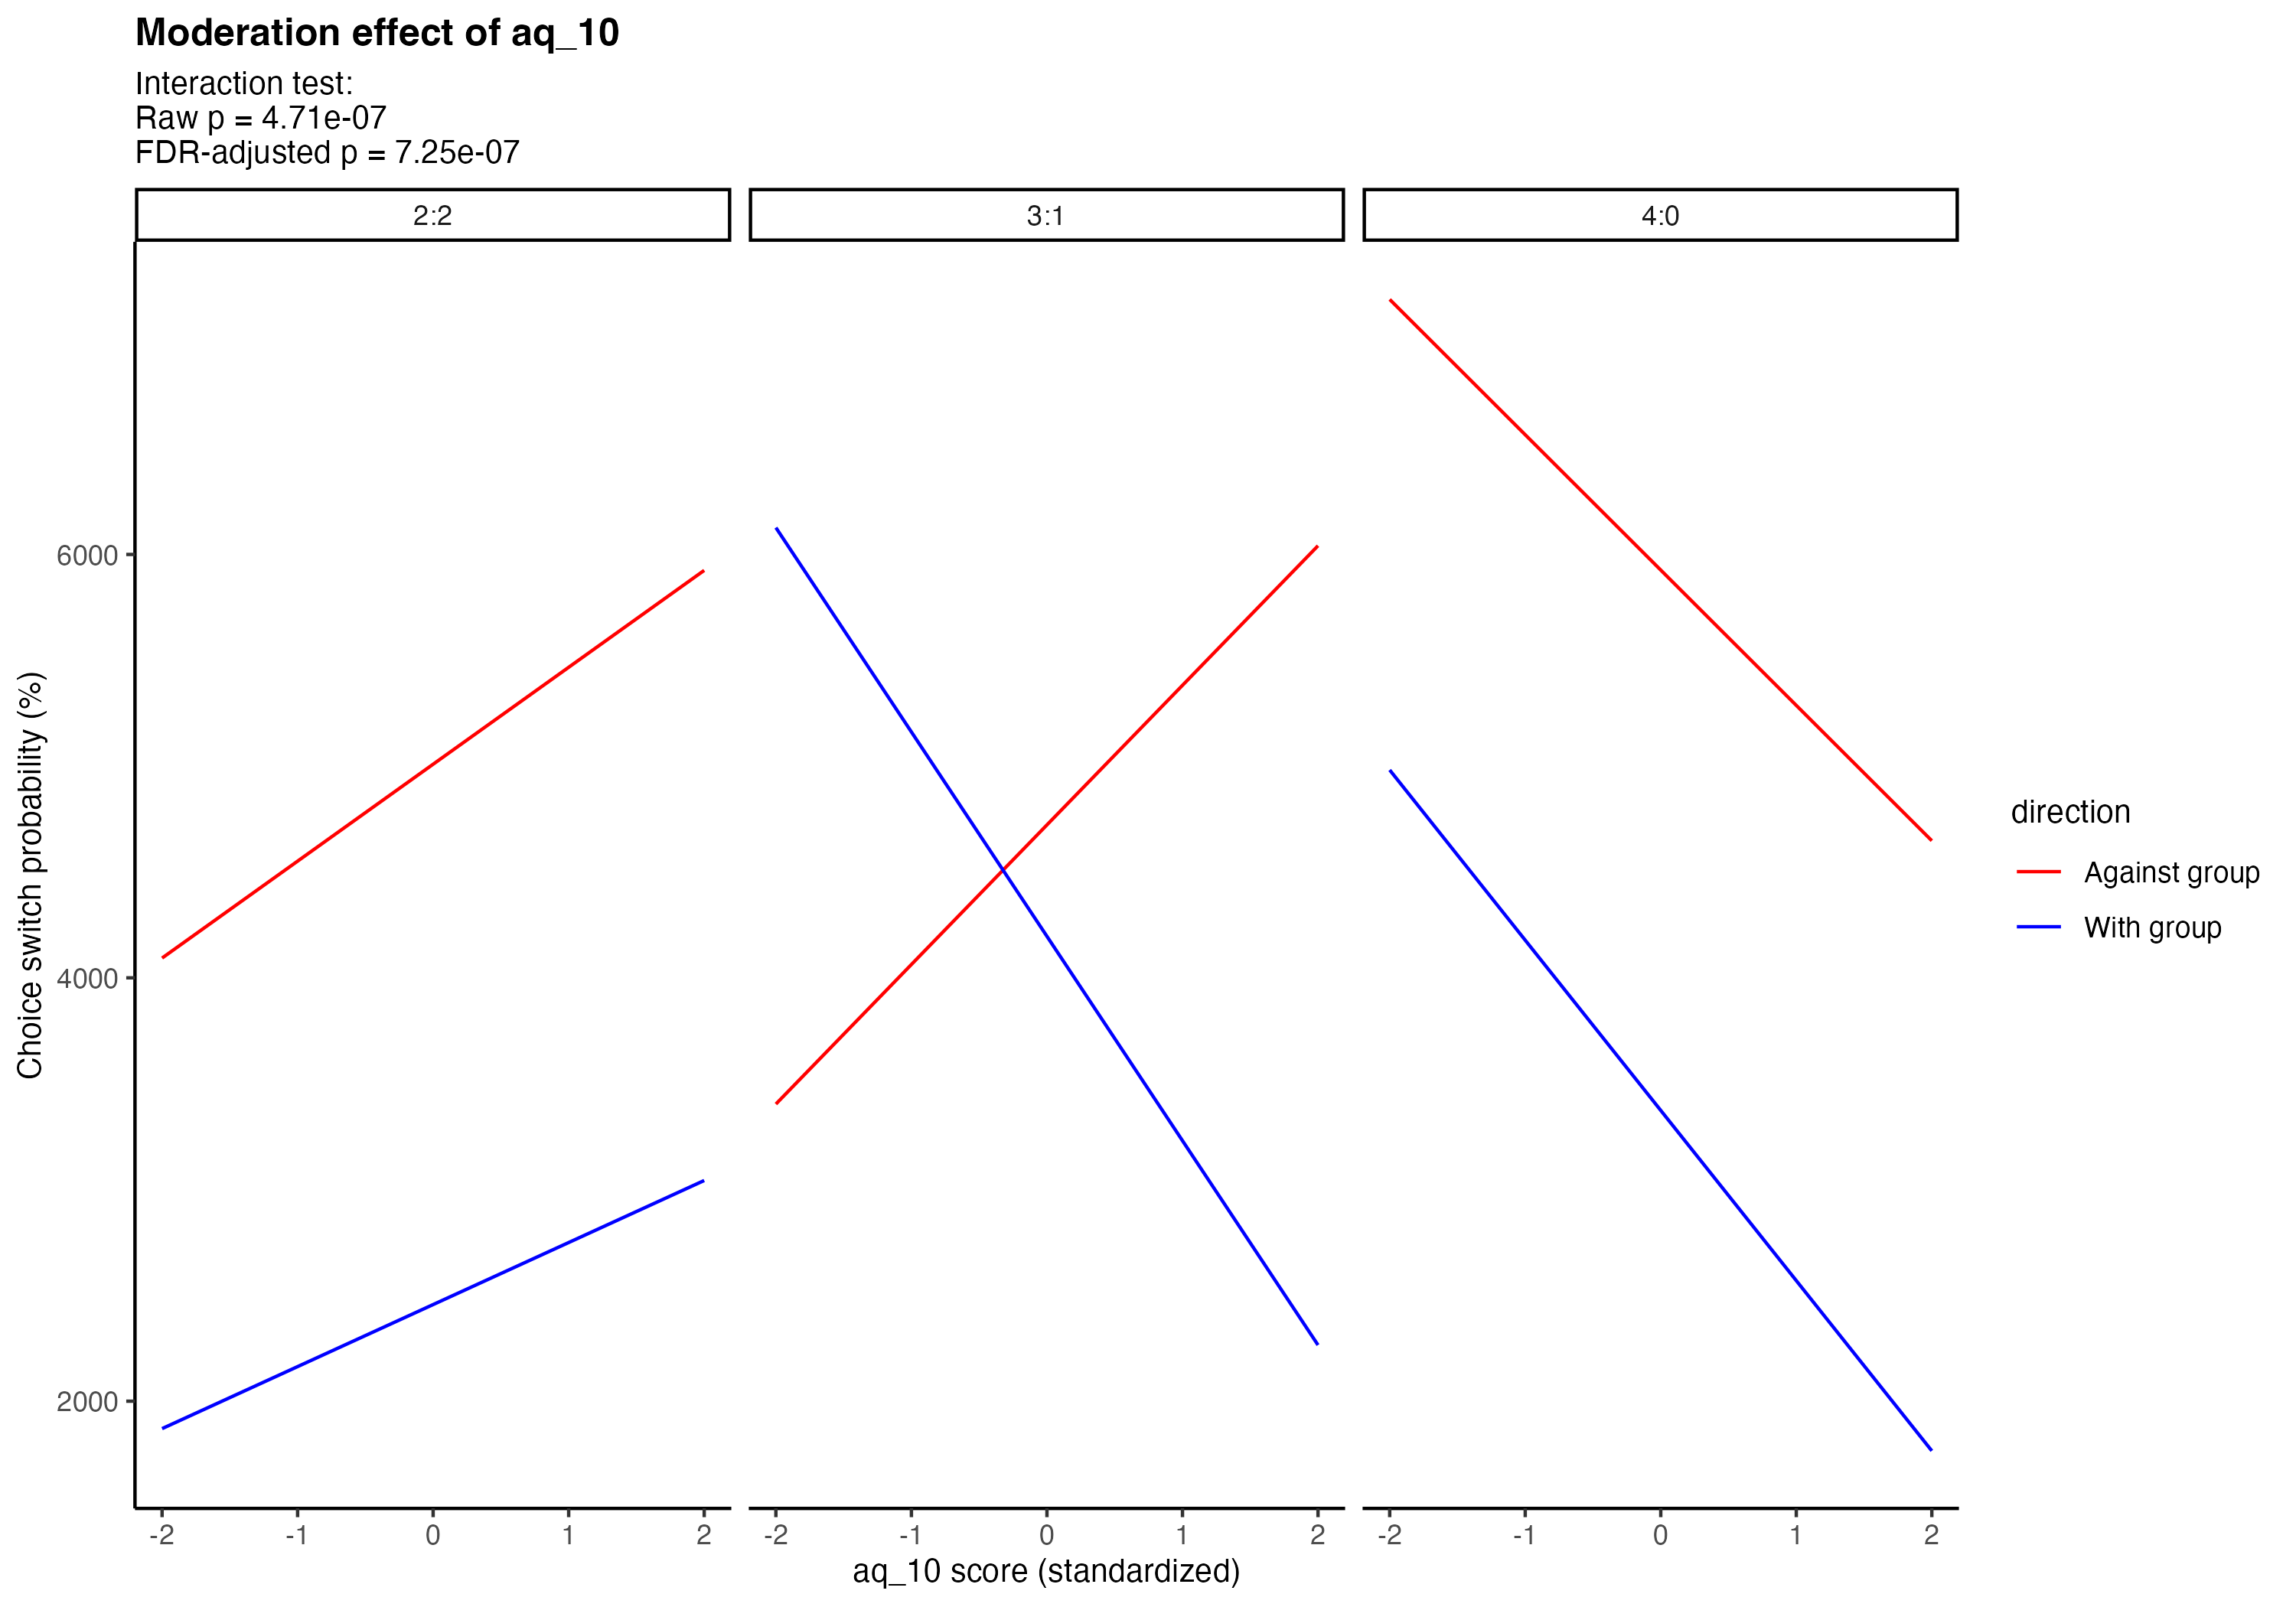 Moderation effect of aq_10
Interaction test:
Raw p = 4.71e-07
FDR-adjusted p = 7.25e-07
2:2
3:1
4:0
Choice switch probability (%)
6000
4000
2000
-2 -1 0 1 2
-2 -1 0 1 2
-2 -1 0 1 2
aq_10 score (standardized)
direction
Against group
With group